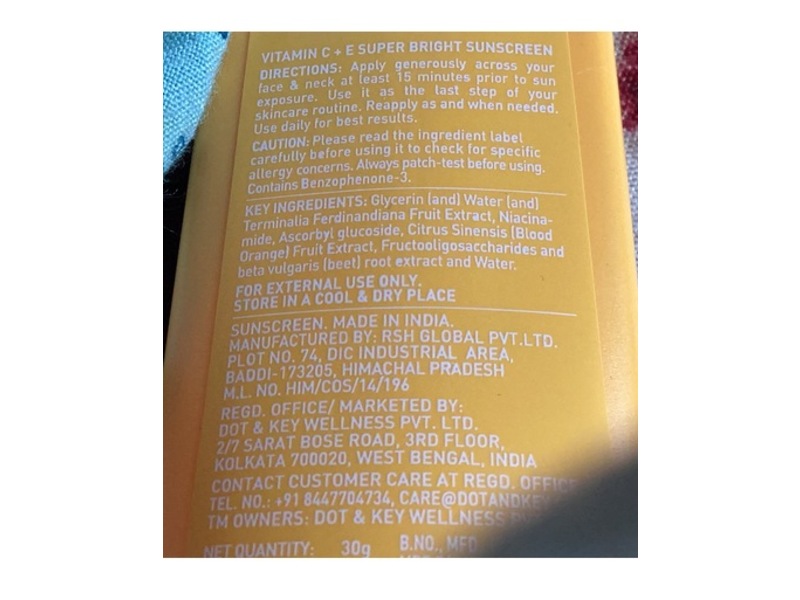 VITAMIN C + E SUPER BRIGHT SUNSCREEN
DIRECTIONS: Apply generously across your
face & neck at least 15 minutes prior to sun
exposure. Use it as the last step of your
skincare routine. Reapply as and when needed.
Use daily for best results.
CAUTION: Please read the ingredient label
carefully before using it to check for specific
allergy concerns. Always patch-test before using.
Contains Benzophenone-3.
KEY INGREDIENTS: Glycerin (and) Water (and)
Terminalia Ferdinandiana Fruit Extract, Niacina-
mide, Ascorbyl glucoside, Citrus Sinensis (Blood
Orange) Fruit Extract, Fructooligosaccharides and
beta vulgaris (beet) root extract and Water.
FOR EXTERNAL USE ONLY.
STORE IN A COOL & DRY PLACE
SUNSCREEN. MADE IN INDIA.
MANUFACTURED BY: RSH GLOBAL PVT.LTD.
PLOT NO. 74, DIC INDUSTRIAL AREA,
BADDI-173205, HIMACHAL PRADESH
M.L. NO. HIM/COS/14/196
REGD. OFFICE/ MARKETED BY:
DOT & KEY WELLNESS PVT. LTD.
2/7 SARAT BOSE ROAD, 3RD FLOOR,
KOLKATA 700020, WEST BENGAL, INDIA
CONTACT CUSTOMER CARE AT REGD. OFFICE
TEL. NO.: +91 8447704734, CARE@DOTANDKEY
TM OWNERS: DOT & KEY WELLNESS
NET QUANTITY: 30g B.NO., MFD